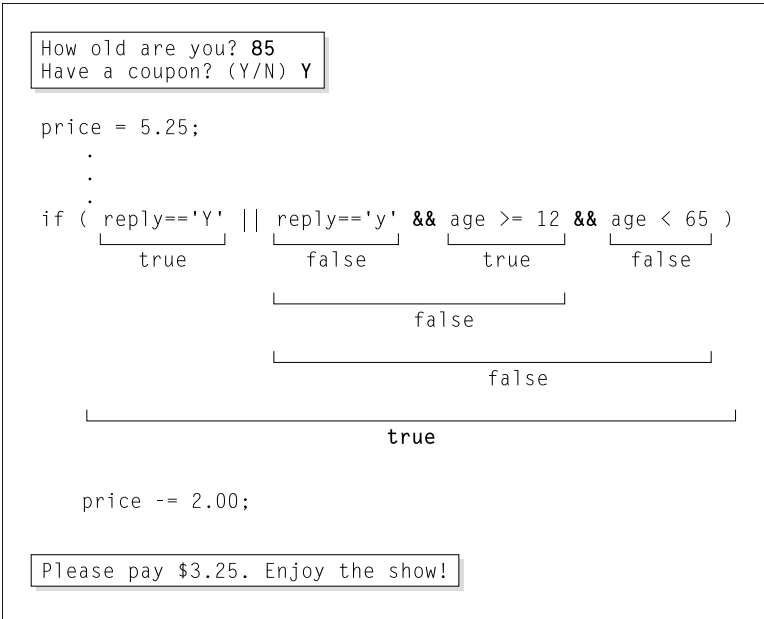 How old are you? 85
Have a coupon? (Y/N) Y
price = 5.25;
.
.
.
if ( reply=='Y' || reply=='y' && age >= 12 && age < 65 )
true false true false
false
false
true
price -= 2.00;
Please pay $3.25. Enjoy the show!